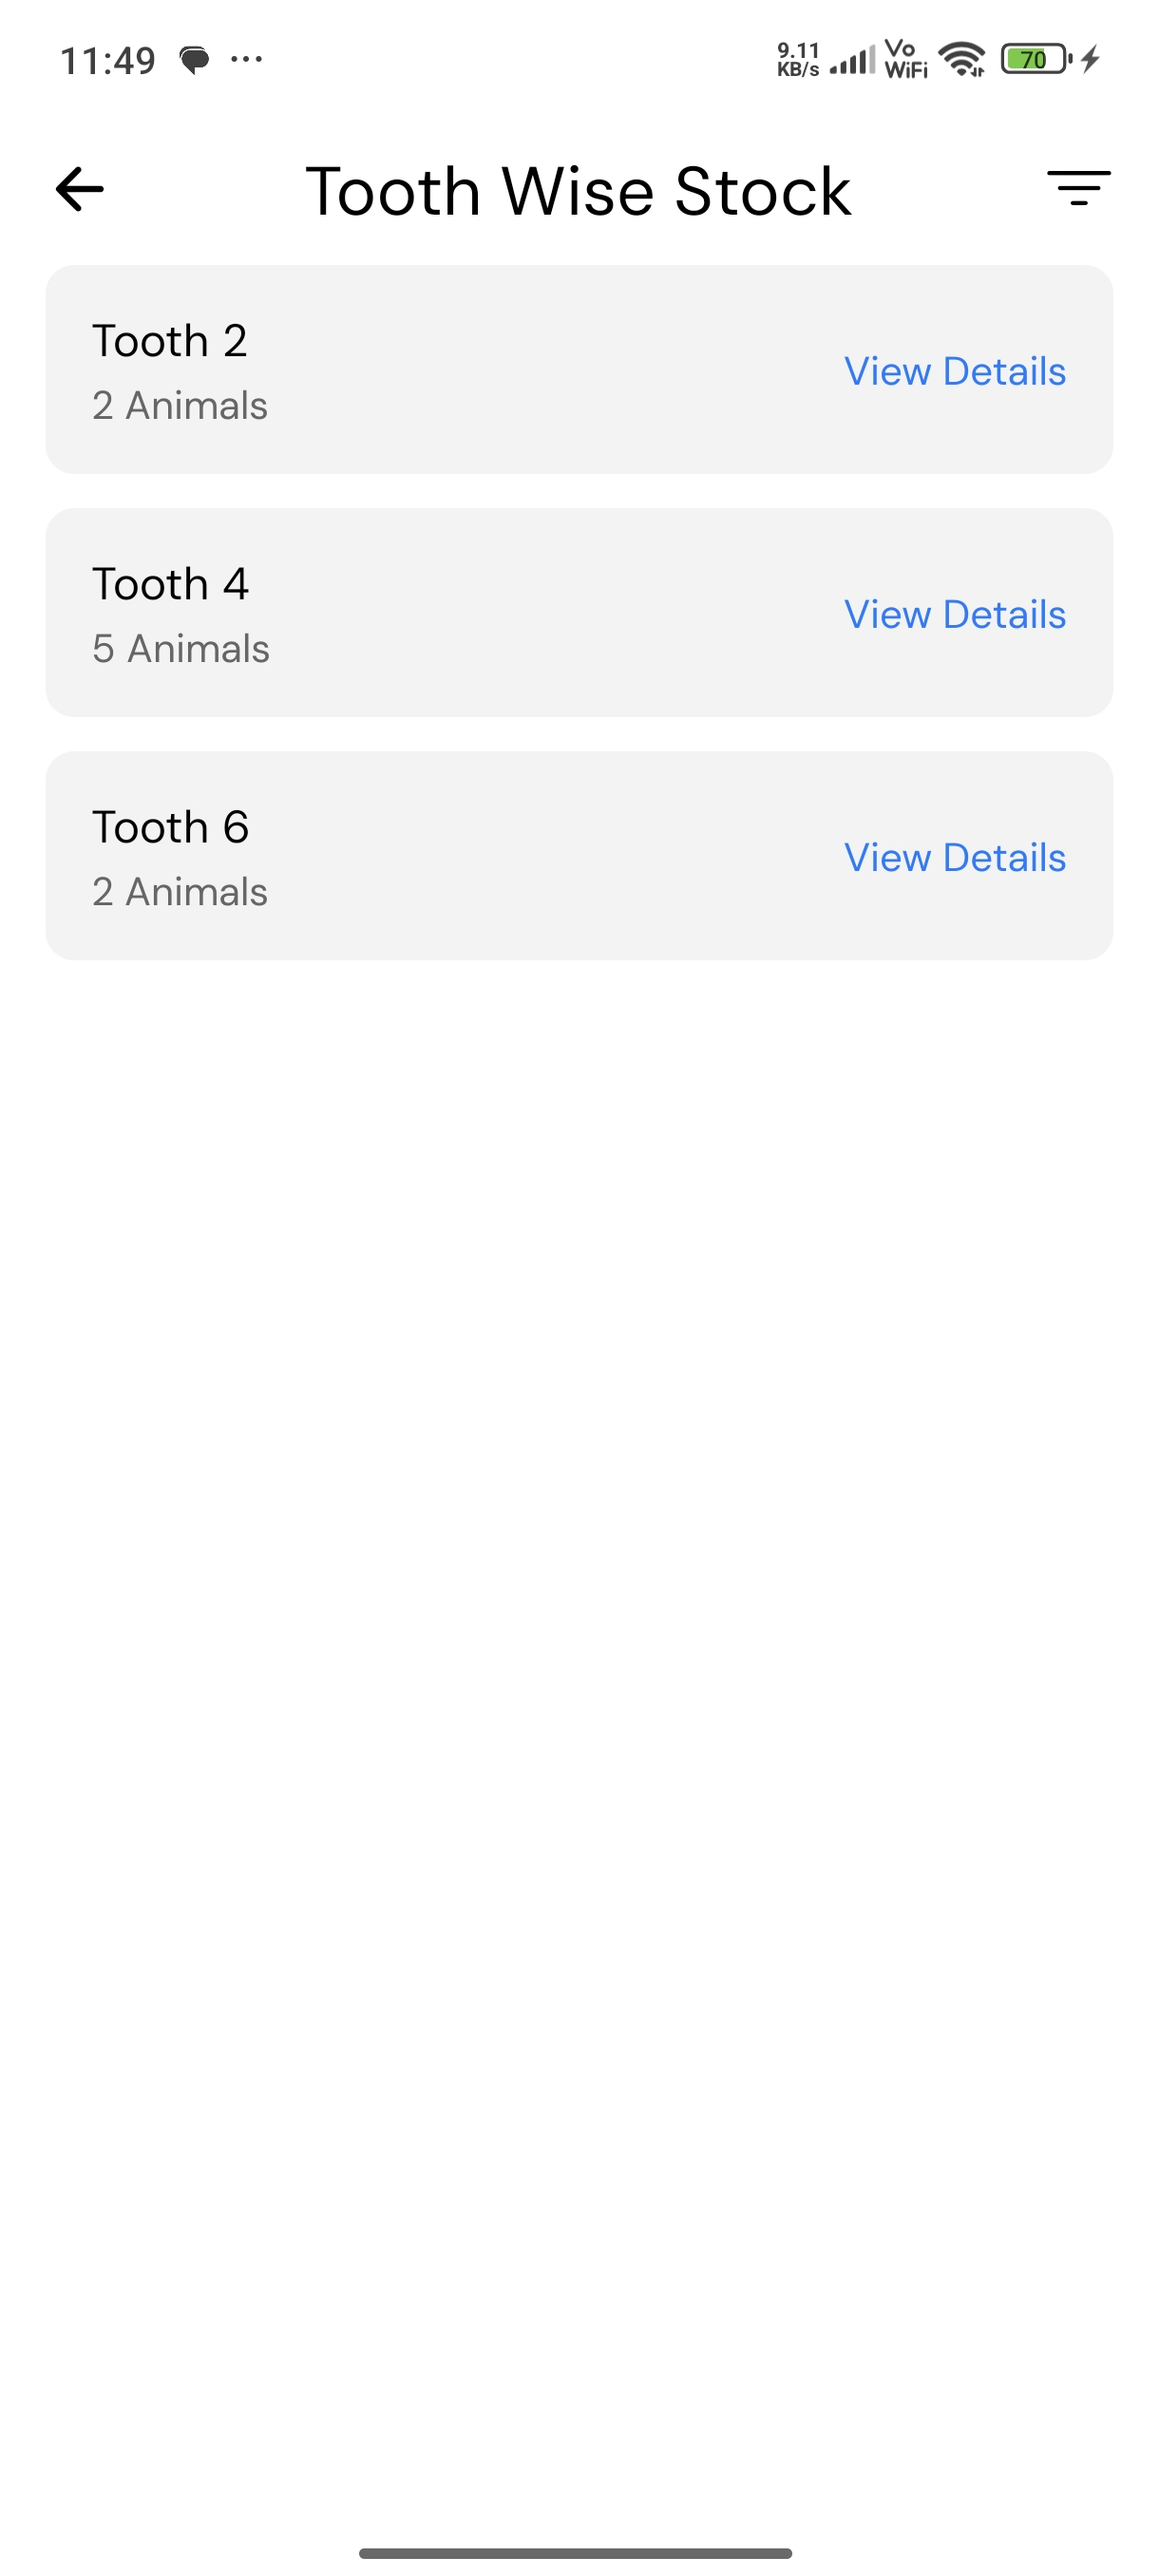 11:49 ...
9.11 KB/s Vo WiFi 70
Tooth Wise Stock
Tooth 2
2 Animals
View Details
Tooth 4
5 Animals
View Details
Tooth 6
2 Animals
View Details